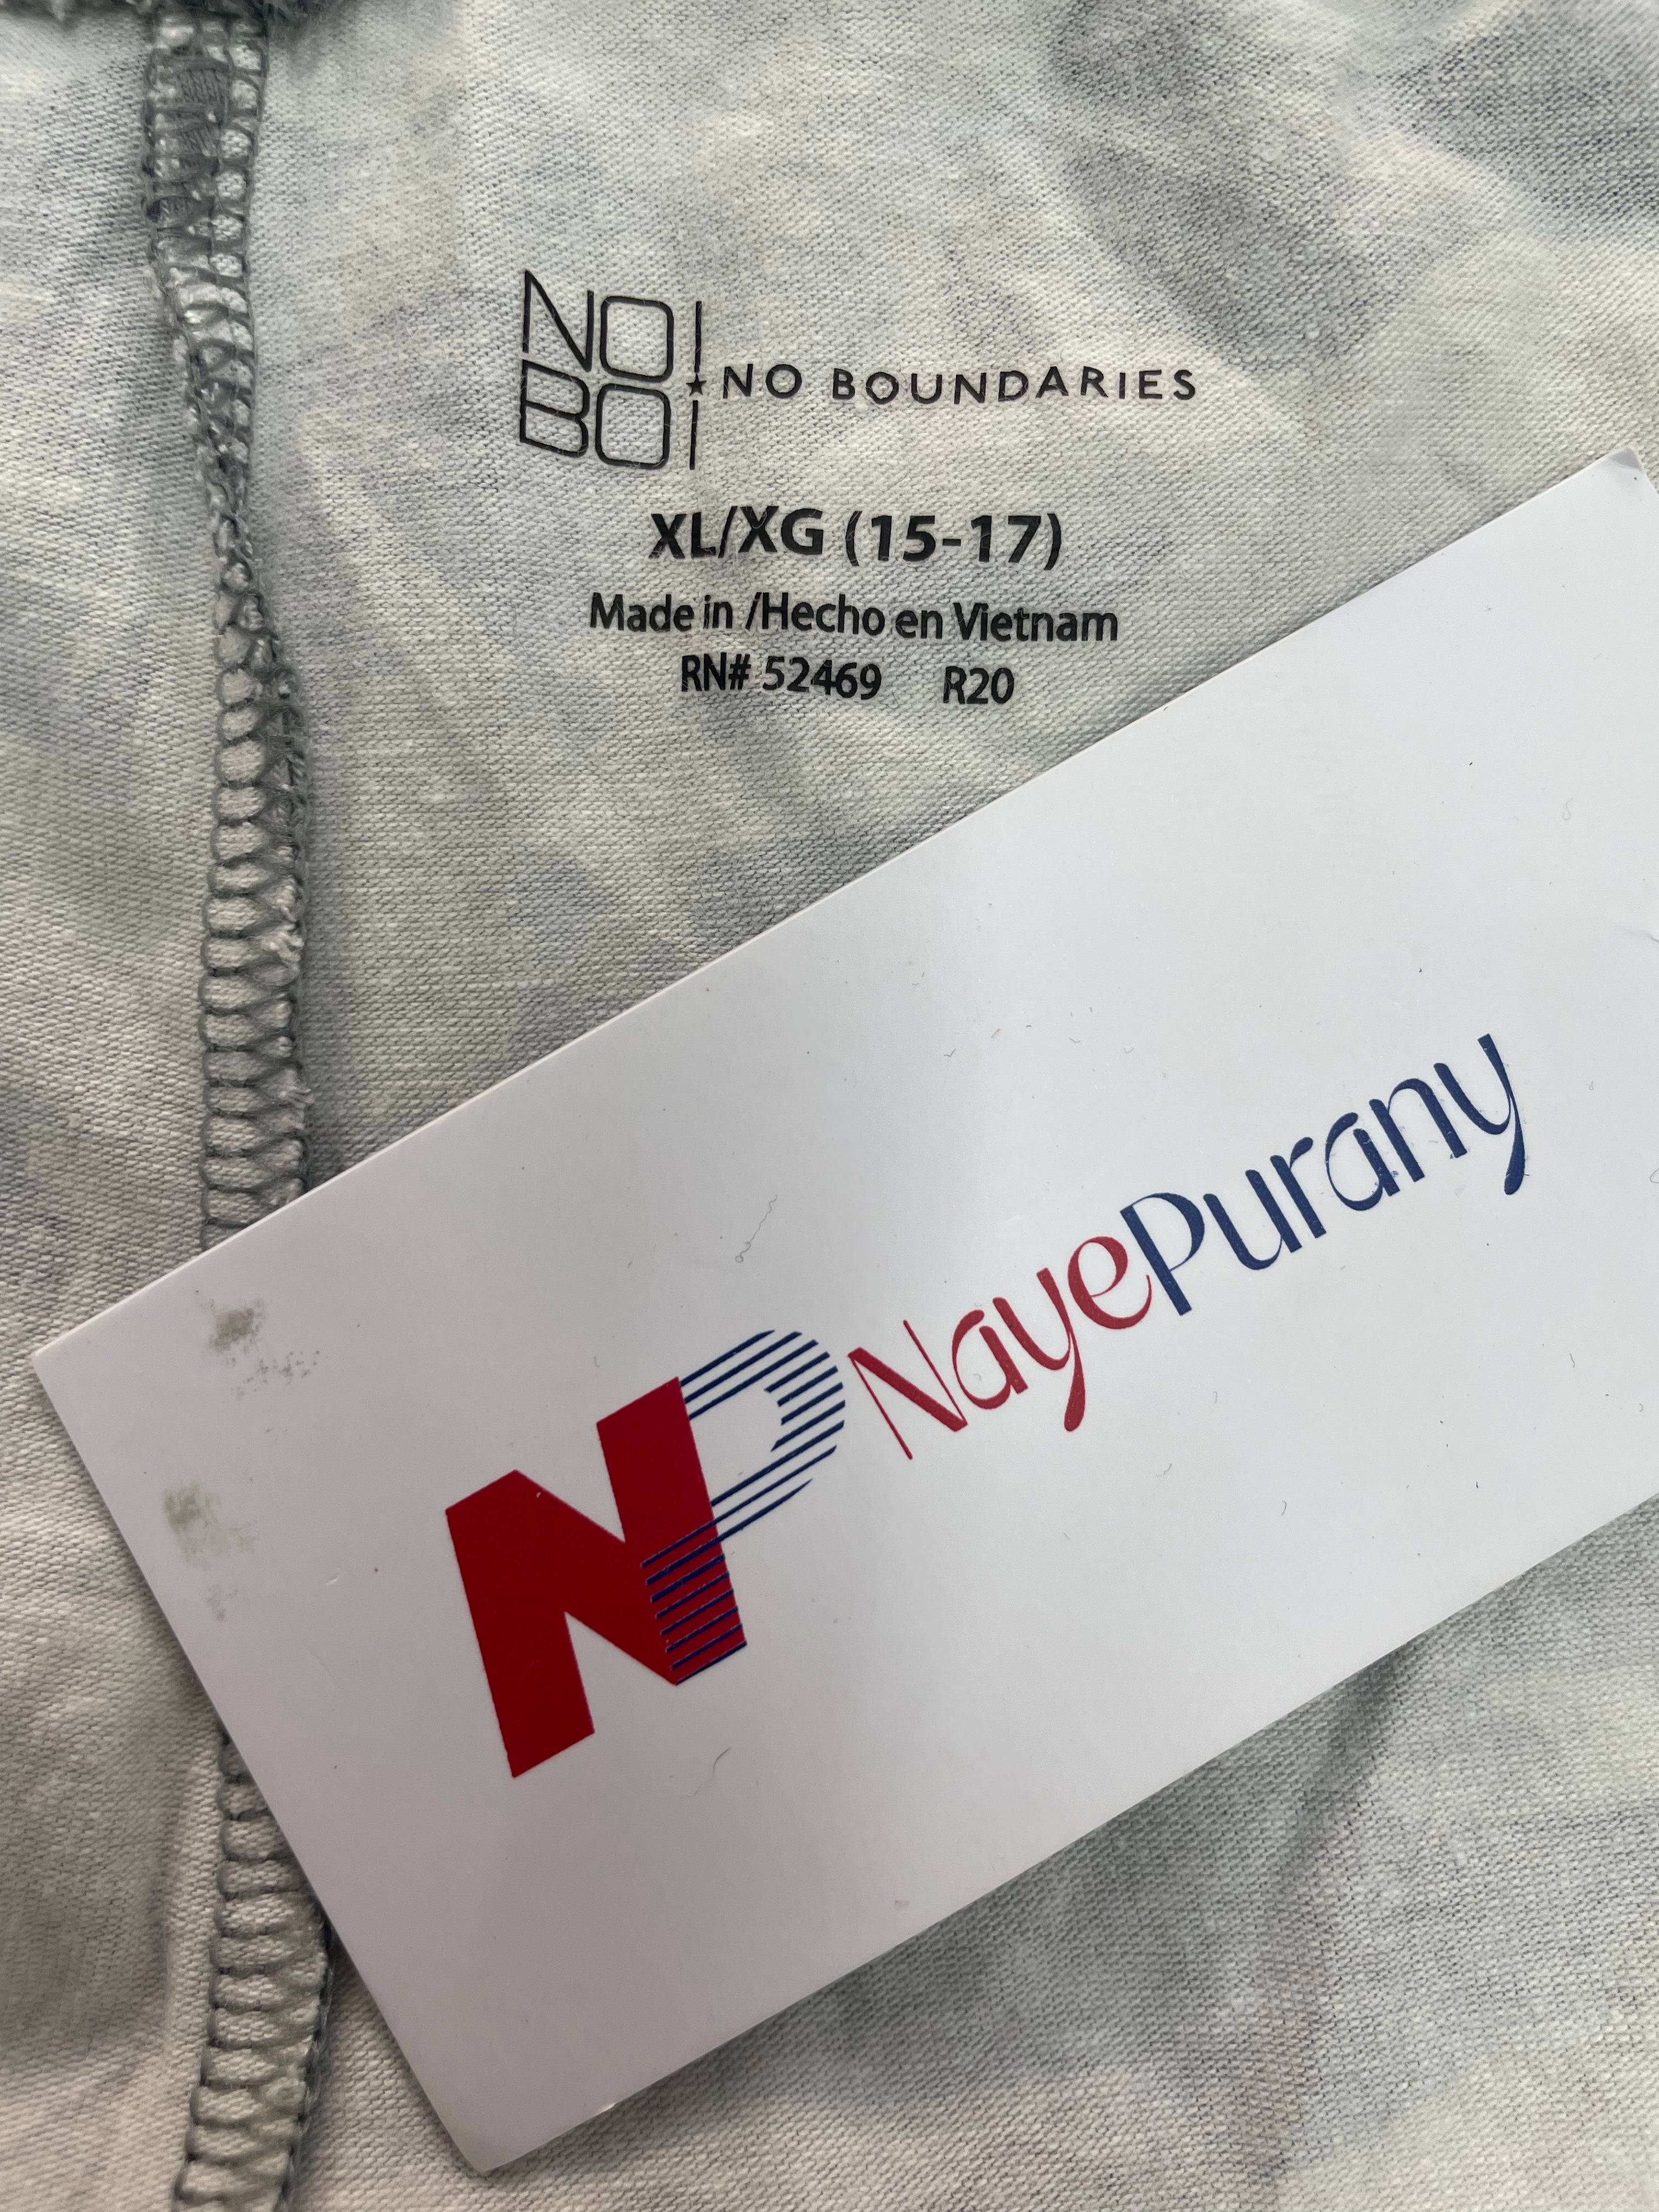 NO
BO
NO BOUNDARIES
XL/XG (15-17)
Made in /Hecho en Vietnam
RN# 52469 R20
NP
NayePurany